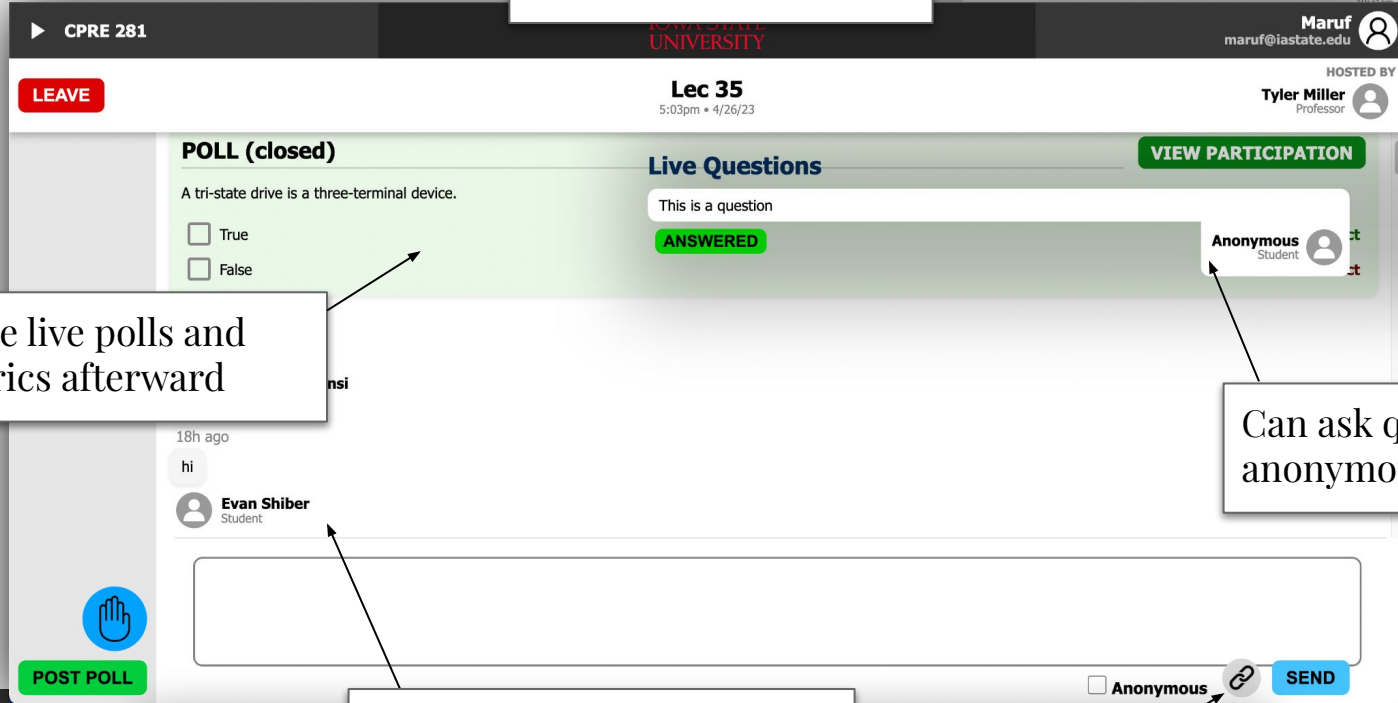 CPRE 281
IOWA STATE
UNIVERSITY
Maruf
maruf@iastate.edu
LEAVE
Lec 35
5:03pm • 4/26/23
HOSTED BY
Tyler Miller
Professor
POLL (closed)
Live Questions
VIEW PARTICIPATION
A tri-state drive is a three-terminal device.
This is a question
True
ANSWERED
Anonymous
Student
False
live polls and
afterward
Can ask
18h ago
hi
Evan Shiber
Student
POST POLL
Anonymous
SEND